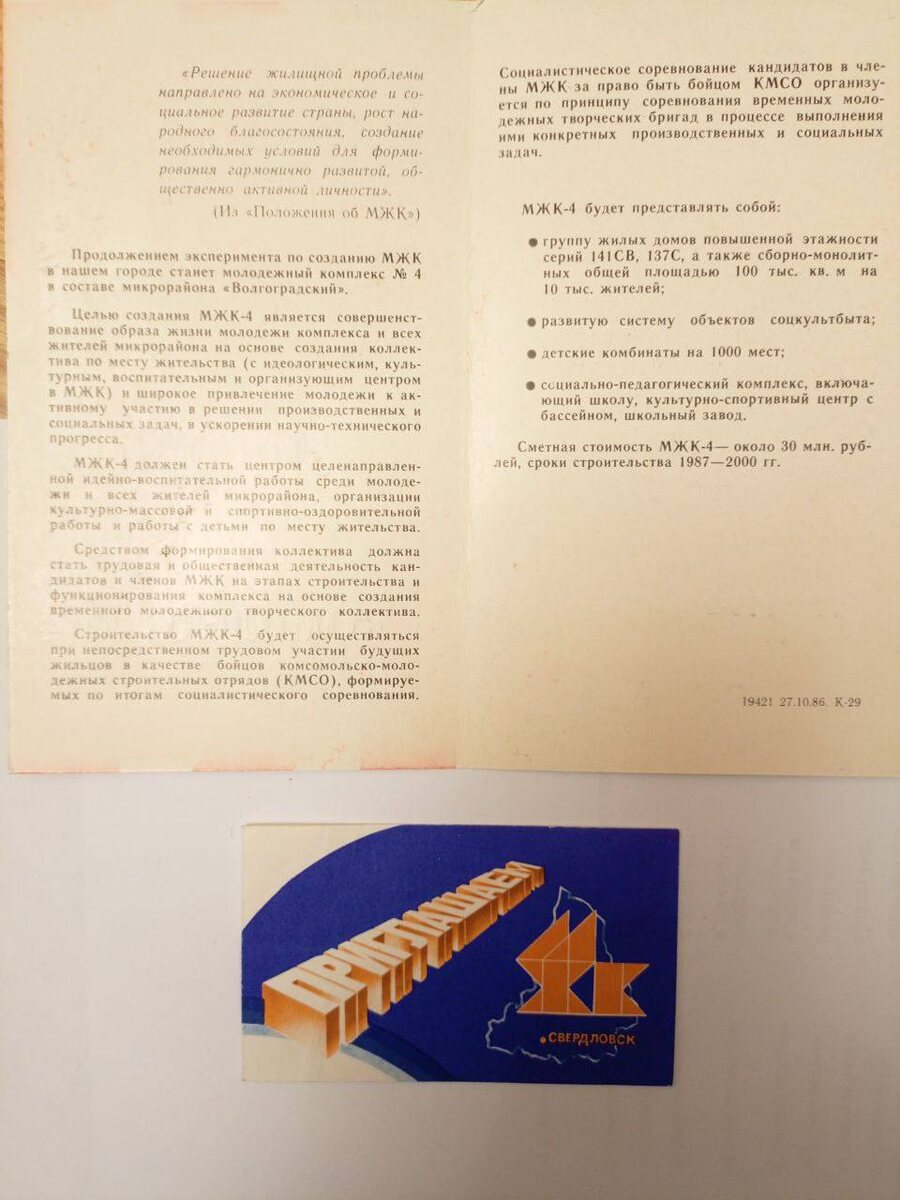 «Решение жилищной проблемы
направлено на экономическое и со-
циальное развитие страны, рост на-
родного благосостояния, создание
необходимых условий для форми-
рования гармонично развитой, об-
щественно активной личности».
(Из «Положения об МЖК»)
Продолжением эксперимента по созданию МЖК
в нашем городе станет молодежный комплекс № 4
в составе микрорайона «Волгоградский».
Целью создания МЖК-4 является совершенст-
вование образа жизни молодежи комплекса и всех
жителей микрорайона на основе создания коллек-
тива по месту жительства (с идеологическим, куль-
турным, воспитательным и организующим центром
в МЖК) и широкое привлечение молодежи к ак-
тивному участию в решении производственных и
социальных задач, в ускорении научно-технического
прогресса.
МЖК-4 должен стать центром целенаправлен-
ной идейно-воспитательной работы среди молоде-
жи и всех жителей микрорайона, организации
культурно-массовой и спортивно-оздоровительной
работы и работы с детьми по месту жительства.
Средством формирования коллектива должна
стать трудовая и общественная деятельность кан-
дидатов и членов МЖК на этапах строительства и
функционирования комплекса на основе создания
временного молодежного творческого коллектива.
Строительство МЖК-4 будет осуществляться
при непосредственном трудовом участии будущих
жильцов в качестве бойцов комсомольско-моло-
дежных строительных отрядов (КМСО), формируе-
мых по итогам социалистического соревнования.
Социалистическое соревнование кандидатов в чле-
ны МЖК за право быть бойцом КМСО организу-
ется по принципу соревнования временных моло-
дежных творческих бригад в процессе выполнения
ими конкретных производственных и социальных
задач.
МЖК-4 будет представлять собой:
● группу жилых домов повышенной этажности
серий 141СВ, 137С, а также сборно-монолит-
ных общей площадью 100 тыс. кв. м на
10 тыс. жителей;
● развитую систему объектов соцкультбыта;
● детские комбинаты на 1000 мест;
● социально-педагогический комплекс, включа-
ющий школу, культурно-спортивный центр с
бассейном, школьный завод.
Сметная стоимость МЖК-4— около 30 млн. руб-
лей, сроки строительства 1987—2000 гг.
19421 27.10.86. К-29
ПРИГЛАШАЕМ
МЖК
СВЕРДЛОВСК